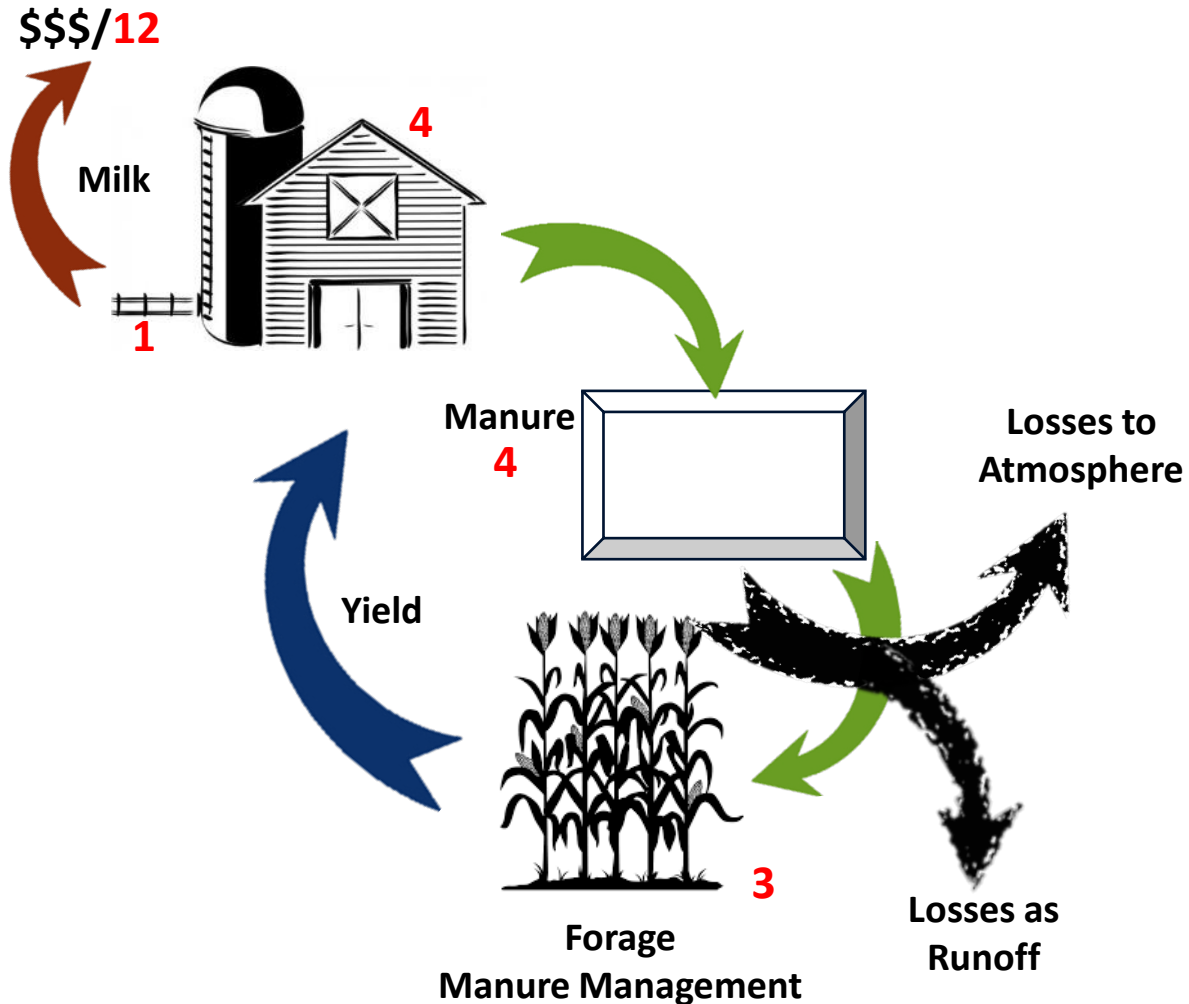 $$$/12
4
Milk
1
Manure
4
Losses to
Atmosphere
Yield
3
Forage
Manure Management
Losses as
Runoff